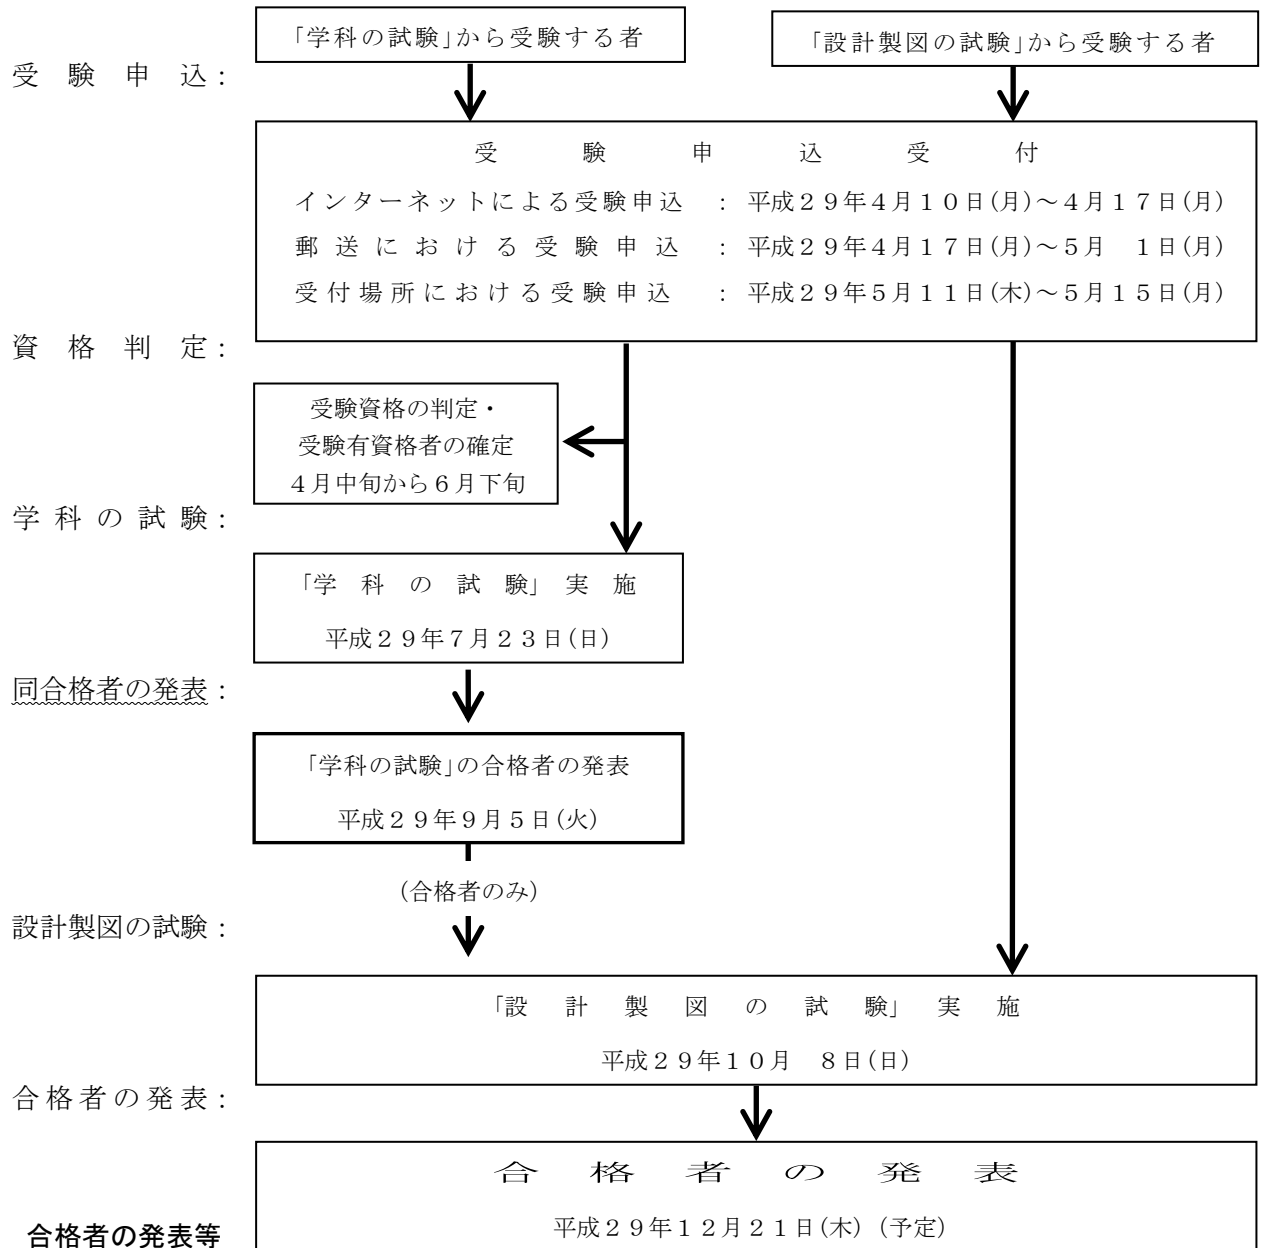 「学科の試験」から受験する者
「設計製図の試験」から受験する者
受験申込：
受験申込受付
インターネットによる受験申込 ： 平成２９年４月１０日(月)～４月１７日(月)
郵送における受験申込 ： 平成２９年４月１７日(月)～５月　１日(月)
受付場所における受験申込 ： 平成２９年５月１１日(木)～５月１５日(月)
資格判定：
受験資格の判定・
受験有資格者の確定
４月中旬から６月下旬
学科の試験：
「学科の試験」実施
平成２９年７月２３日(日)
同合格者の発表：
「学科の試験」の合格者の発表
平成２９年９月５日(火)
(合格者のみ)
設計製図の試験：
「設計製図の試験」実施
平成２９年１０月　８日(日)
合格者の発表：
合格者の発表
平成２９年１２月２１日(木) (予定)
合格者の発表等